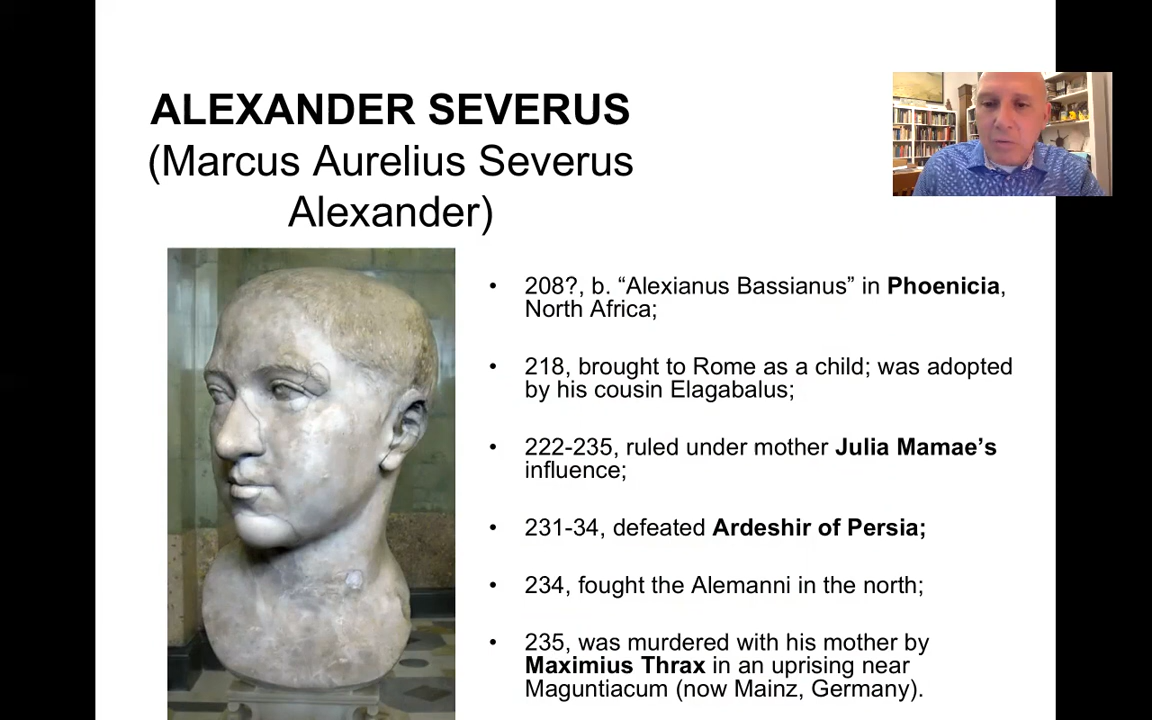 ALEXANDER SEVERUS
(Marcus Aurelius Severus
Alexander)
• 208?, b. “Alexianus Bassianus” in Phoenicia,
North Africa;
• 218, brought to Rome as a child; was adopted
by his cousin Elagabalus;
• 222-235, ruled under mother Julia Mamae’s
influence;
• 231-34, defeated Ardeshir of Persia;
• 234, fought the Alemanni in the north;
• 235, was murdered with his mother by
Maximius Thrax in an uprising near
Maguntiacum (now Mainz, Germany).